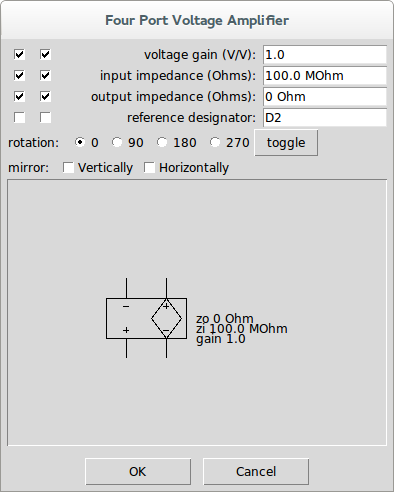 Four Port Voltage Amplifier
voltage gain (V/V): 1.0
input impedance (Ohms): 100.0 MOhm
output impedance (Ohms): 0 Ohm
reference designator: D2
rotation: 0 90 180 270 toggle
mirror: Vertically Horizontally
− +
+ −
zo 0 Ohm
zi 100.0 MOhm
gain 1.0
OK Cancel